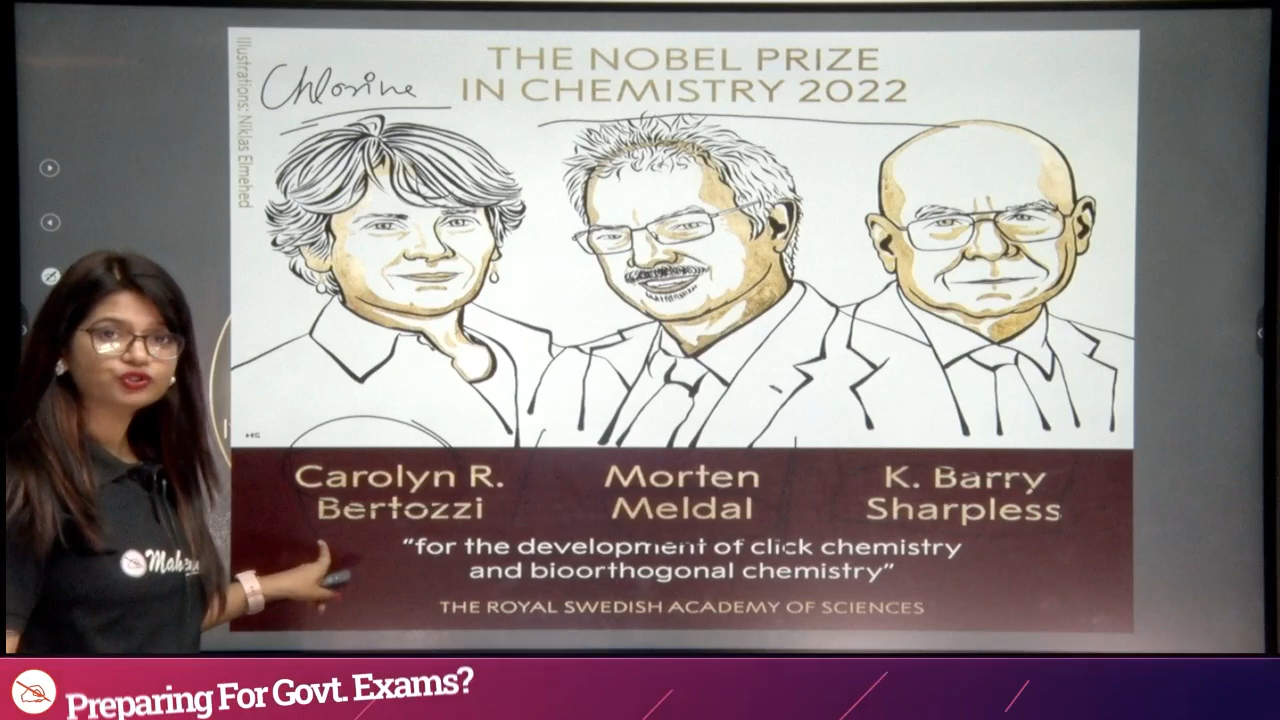 Illustrations: Niklas Elmehed
THE NOBEL PRIZE
IN CHEMISTRY 2022
Chlorine
Carolyn R.
Bertozzi
Morten
Meldal
K. Barry
Sharpless
“for the development of click chemistry
and bioorthogonal chemistry”
THE ROYAL SWEDISH ACADEMY OF SCIENCES
Preparing For Govt. Exams?